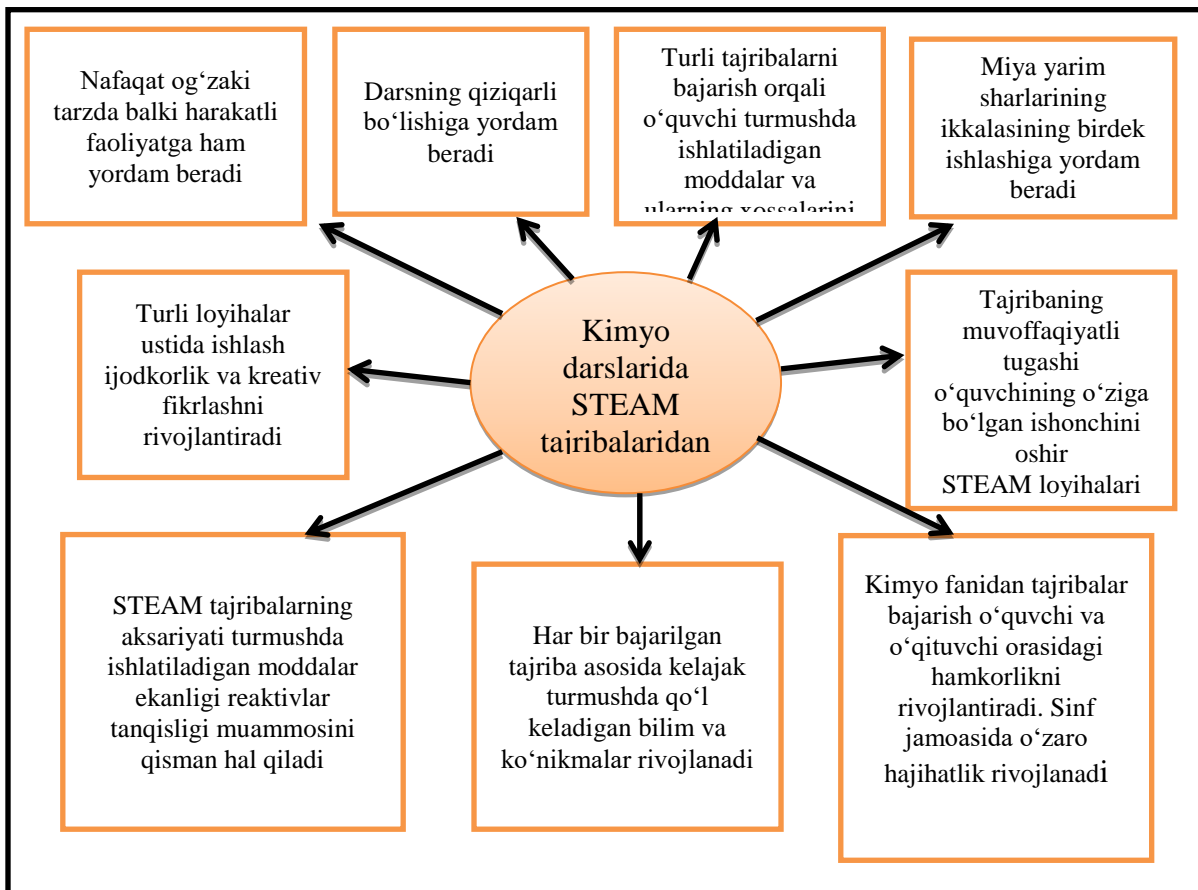 Nafaqat og‘zaki
tarzda balki harakatli
faoliyatga ham
yordam beradi
Darsning qiziqarli
bo‘lishiga yordam
beradi
Turli tajribalarni
bajarish orqali
o‘quvchi turmushda
ishlatiladigan
moddalar va
ularning xossalarini
Miya yarim
sharlarining
ikkalasining birdek
ishlashiga yordam
beradi
Turli loyihalar
ustida ishlash
ijodkorlik va kreativ
fikrlashni
rivojlantiradi
Kimyo
darslarida
STEAM
tajribalaridan
Tajribaning
muvoffaqiyatli
tugashi
o‘quvchining o‘ziga
bo‘lgan ishonchini
oshir
STEAM loyihalari
STEAM tajribalarning
aksariyati turmushda
ishlatiladigan moddalar
ekanligi reaktivlar
tanqisligi muammosini
qisman hal qiladi
Har bir bajarilgan
tajriba asosida kelajak
turmushda qo‘l
keladigan bilim va
ko‘nikmalar rivojlanadi
Kimyo fanidan tajribalar
bajarish o‘quvchi va
o‘qituvchi orasidagi
hamkorlikni
rivojlantiradi. Sinf
jamoasida o‘zaro
hajihatlik rivojlanadi